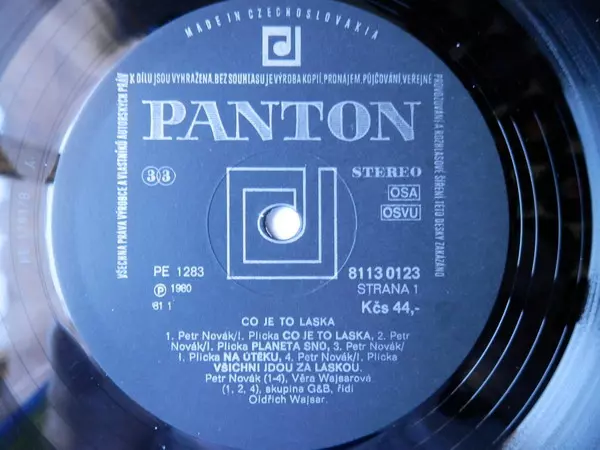 MADE IN CZECHOSLOVAKIA
VŠECHNA PRÁVA VÝROBCE A VLASTNÍKŮ AUTORSKÝCH PRÁV K DÍLU JSOU VYHRAŽENA. BEZ SOUHLASU JE VÝROBA KOPIÍ, PRONÁJEM, PŮJČOVÁNÍ, VEŘEJNÉ
PROVOZOVÁNÍ A ROZHLASOVÉ ŠÍŘENÍ TÉTO DESKY ZAKÁZÁNO
PANTON
33
STEREO
OSA
OSVU
PE 1283
8113 0123
℗ 1980
STRANA 1
81 1
Kčs 44,-
CO JE TO LASKA
1. Petr Novák/I. Plicka CO JE TO LASKA, 2. Petr
Novák/I. Plicka PLANETA SNŮ, 3. Petr Novák/
I. Plicka NA ÚTĚKU, 4. Petr Novák/I. Plicka
VŠICHNI JDOU ZA LÁSKOU.
Petr Novák (1-4), Věra Wajsarová
(1, 2, 4), skupina G&B, řídí
Oldřich Wajsar.